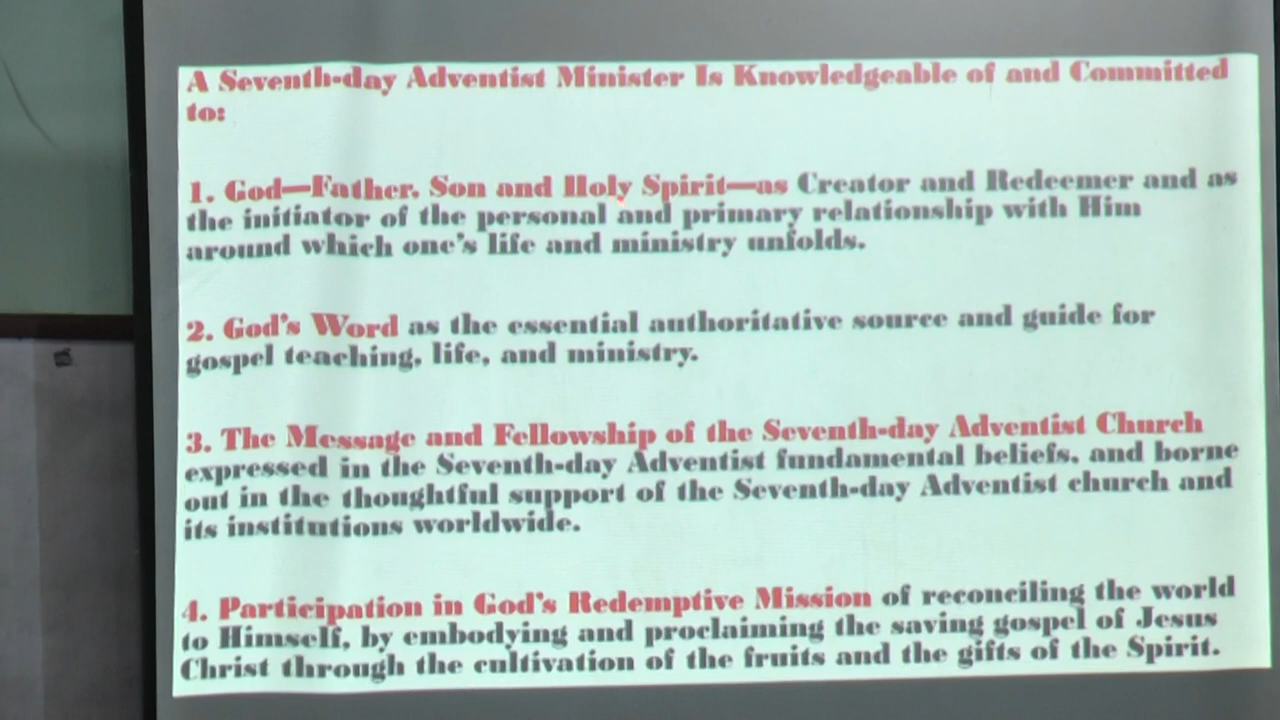 A Seventh-day Adventist Minister Is Knowledgeable of and Committed
to:
1. God—Father, Son and Holy Spirit—as Creator and Redeemer and as
the initiator of the personal and primary relationship with Him
around which one's life and ministry unfolds.
2. God's Word as the essential authoritative source and guide for
gospel teaching, life, and ministry.
3. The Message and Fellowship of the Seventh-day Adventist Church
expressed in the Seventh-day Adventist fundamental beliefs, and borne
out in the thoughtful support of the Seventh-day Adventist church and
its institutions worldwide.
4. Participation in God's Redemptive Mission of reconciling the world
to Himself, by embodying and proclaiming the saving gospel of Jesus
Christ through the cultivation of the fruits and the gifts of the Spirit.